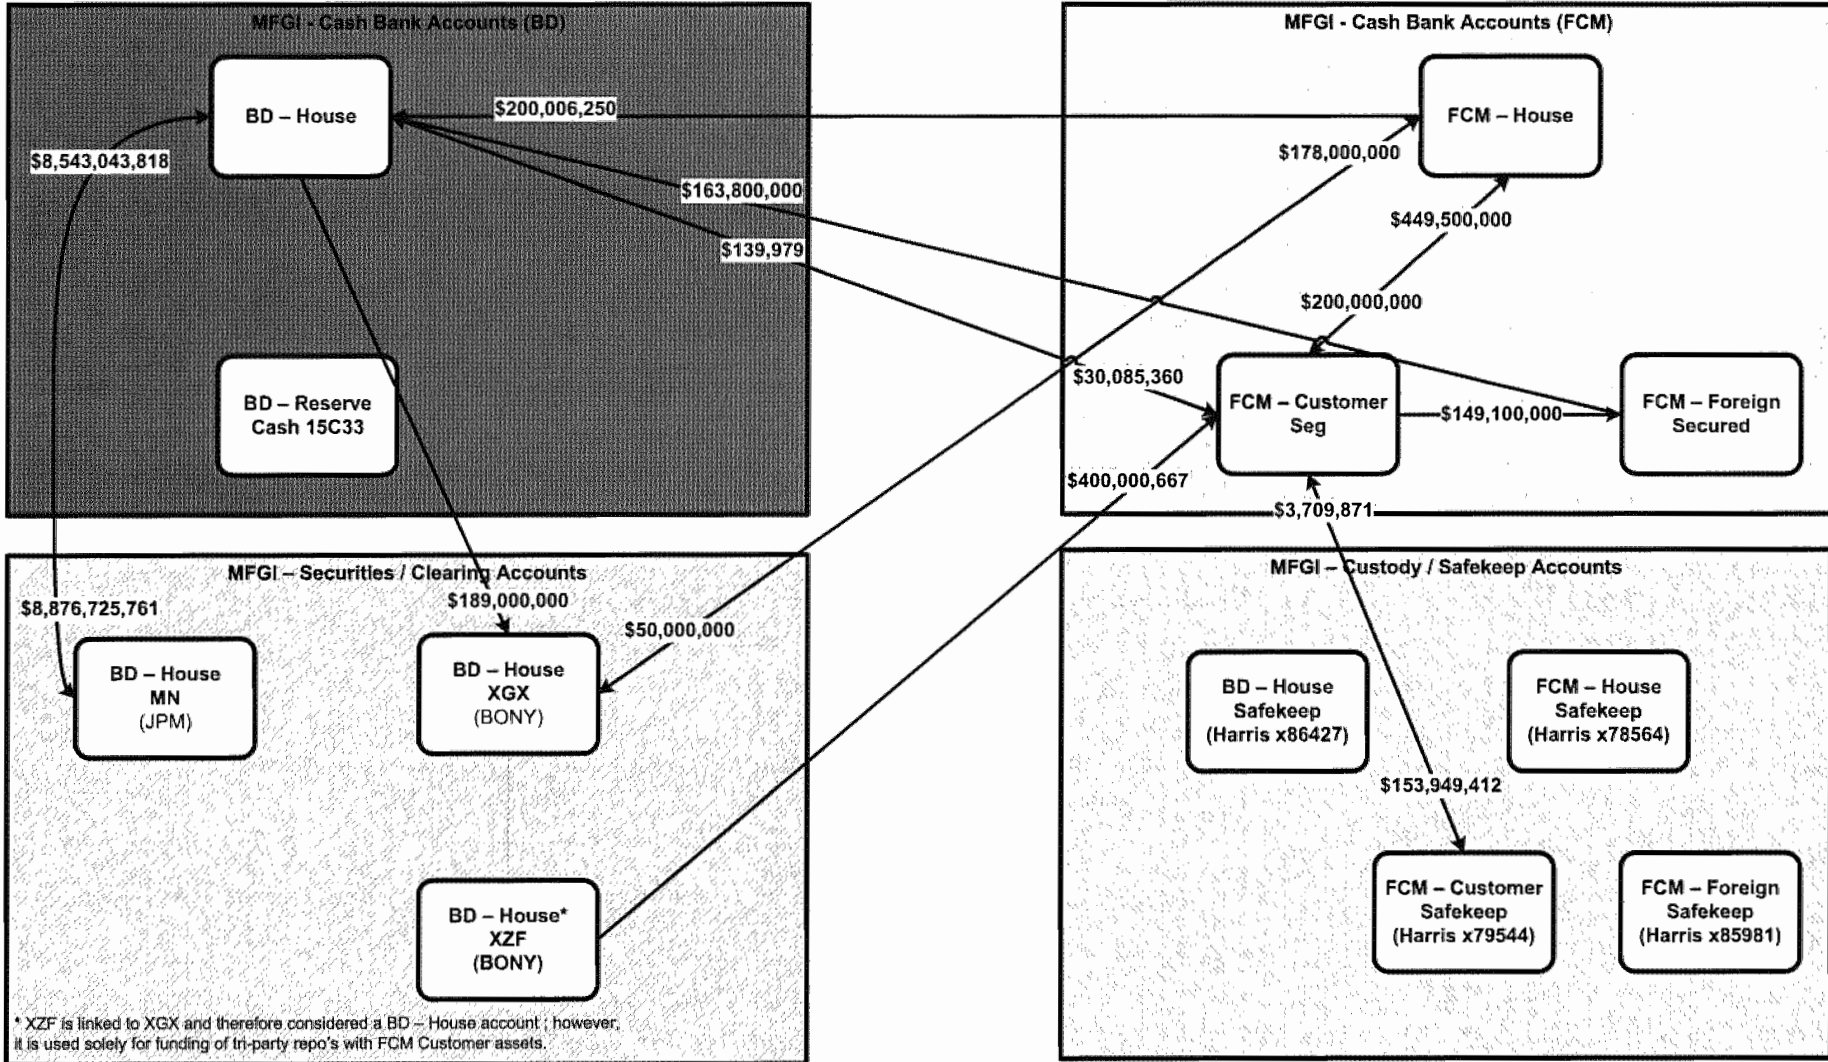 MFGI - Cash Bank Accounts (BD)
BD – House
$200,006,250
$8,543,043,818
$163,800,000
$139,979
BD – Reserve
Cash 15C33
MFGI - Cash Bank Accounts (FCM)
FCM – House
$178,000,000
$449,500,000
$200,000,000
$30,085,360
FCM – Customer
Seg
$149,100,000
FCM – Foreign
Secured
$400,000,667
$3,709,871
MFGI – Securities / Clearing Accounts
$8,876,725,761
$189,000,000
$50,000,000
BD – House
MN
(JPM)
BD – House
XGX
(BONY)
BD – House*
XZF
(BONY)
* XZF is linked to XGX and therefore considered a BD – House account ; however,
it is used solely for funding of tri-party repo's with FCM Customer assets.
MFGI – Custody / Safekeep Accounts
BD – House
Safekeep
(Harris x86427)
FCM – House
Safekeep
(Harris x78564)
$153,949,412
FCM – Customer
Safekeep
(Harris x79544)
FCM – Foreign
Safekeep
(Harris x85981)